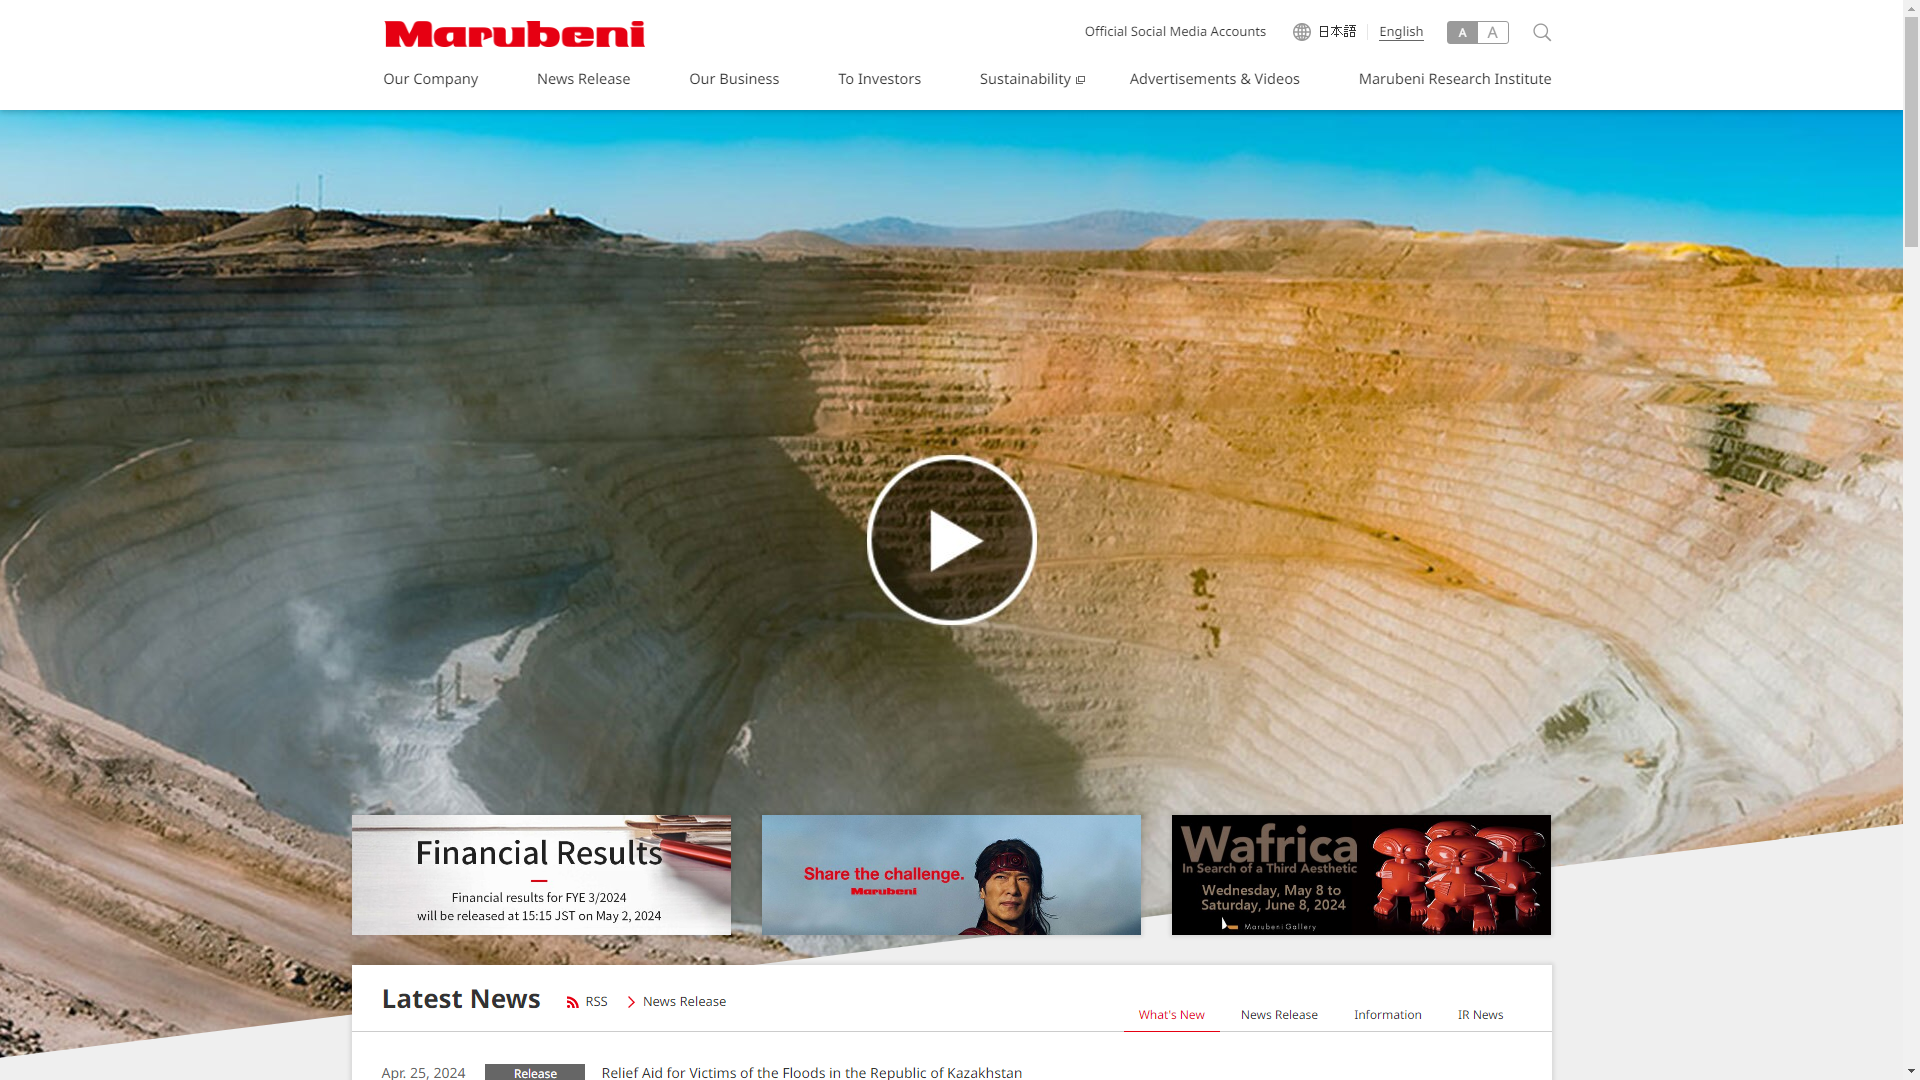 Marubeni
Official Social Media Accounts
日本語
English
A
A
Our Company
News Release
Our Business
To Investors
Sustainability
Advertisements & Videos
Marubeni Research Institute
Financial Results
Financial results for FYE 3/2024
will be released at 15:15 JST on May 2, 2024
Share the challenge.
Marubeni
Wafrica
In Search of a Third Aesthetic
Wednesday, May 8 to
Saturday, June 8, 2024
Marubeni Gallery
Latest News
RSS
News Release
What's New
News Release
Information
IR News
Apr. 25, 2024
Release
Relief Aid for Victims of the Floods in the Republic of Kazakhstan